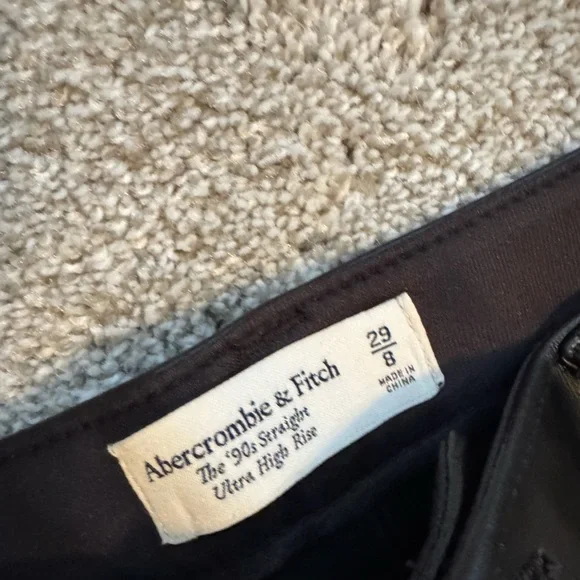 Abercrombie & Fitch
The '90s Straight
Ultra High Rise
29
8
MADE IN
CHINA